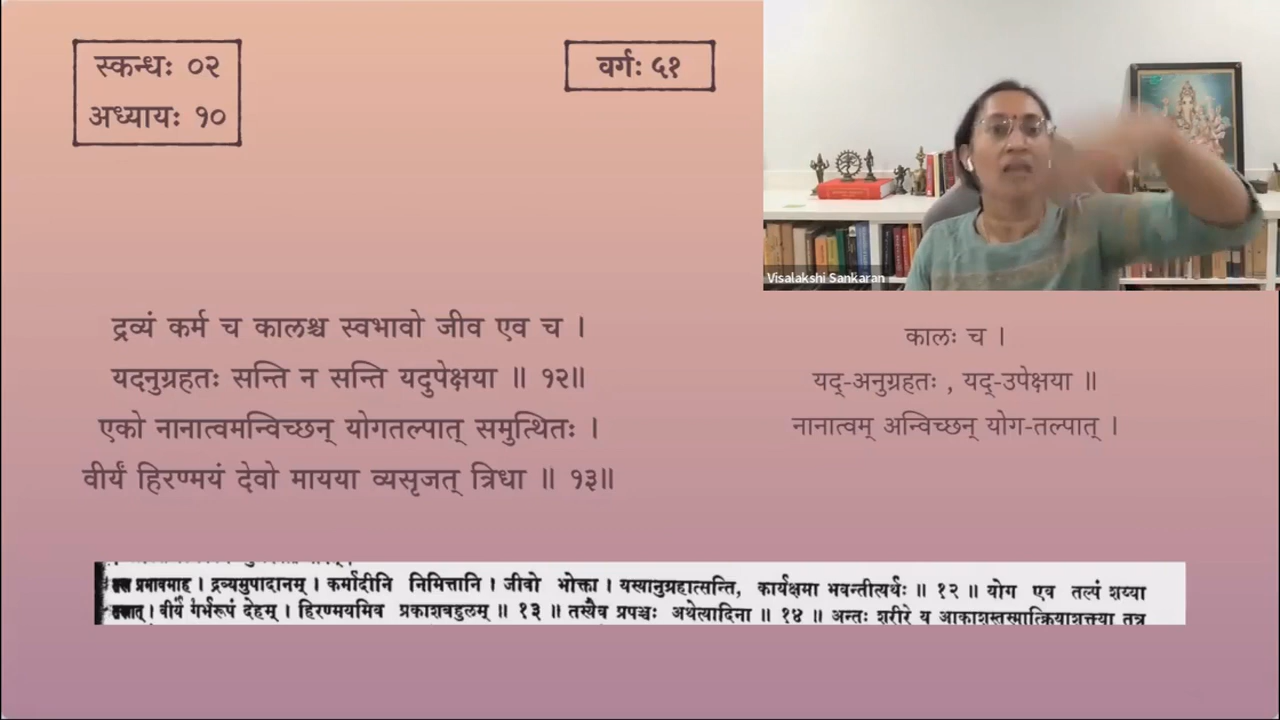 स्कन्धः ०२
अध्यायः १०
वर्गः ५१
Visalakshi Sankaran
द्रव्यं कर्म च कालश्च स्वभावो जीव एव च ।
यदनुग्रहतः सन्ति न सन्ति यदुपेक्षया ॥ १२॥
एको नानात्वमन्विच्छन् योगतल्पात् समुत्थितः ।
वीर्यं हिरण्मयं देवो मायया व्यसृजत् त्रिधा ॥ १३॥
कालः च ।
यद्-अनुग्रहतः , यद्-उपेक्षया ॥
नानात्वम् अन्विच्छन् योग-तल्पात् ।
प्रभावमाह । द्रव्यमुपादानम् । कर्मादीनि निमित्तानि । जीवो भोक्ता । यस्यानुग्रहात्सन्ति, कार्यक्षमा भवन्तीत्यर्थः ॥ १२ ॥ योग एव तल्पं शय्या
वीर्यं गर्भरूपं देहम् । हिरण्मयमिव प्रकाशबहुलम् ॥ १३ ॥ तस्यैव प्रपञ्चः अथेत्यादिना ॥ १४ ॥ अन्तः शरीरे य आकाशस्तस्मात्क्रियाशक्त्या तत्र